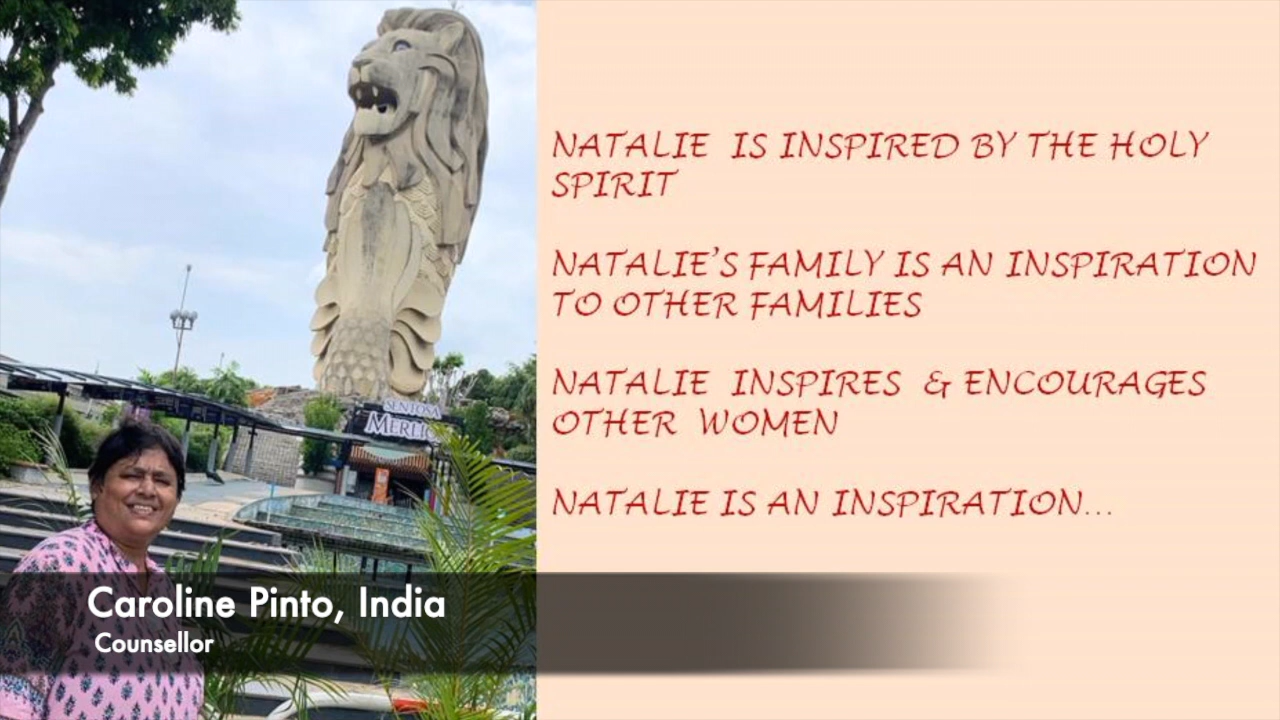 NATALIE IS INSPIRED BY THE HOLY
SPIRIT
NATALIE'S FAMILY IS AN INSPIRATION
TO OTHER FAMILIES
NATALIE INSPIRES & ENCOURAGES
OTHER WOMEN
NATALIE IS AN INSPIRATION...
SENTOSA
Caroline Pinto, India
Counsellor